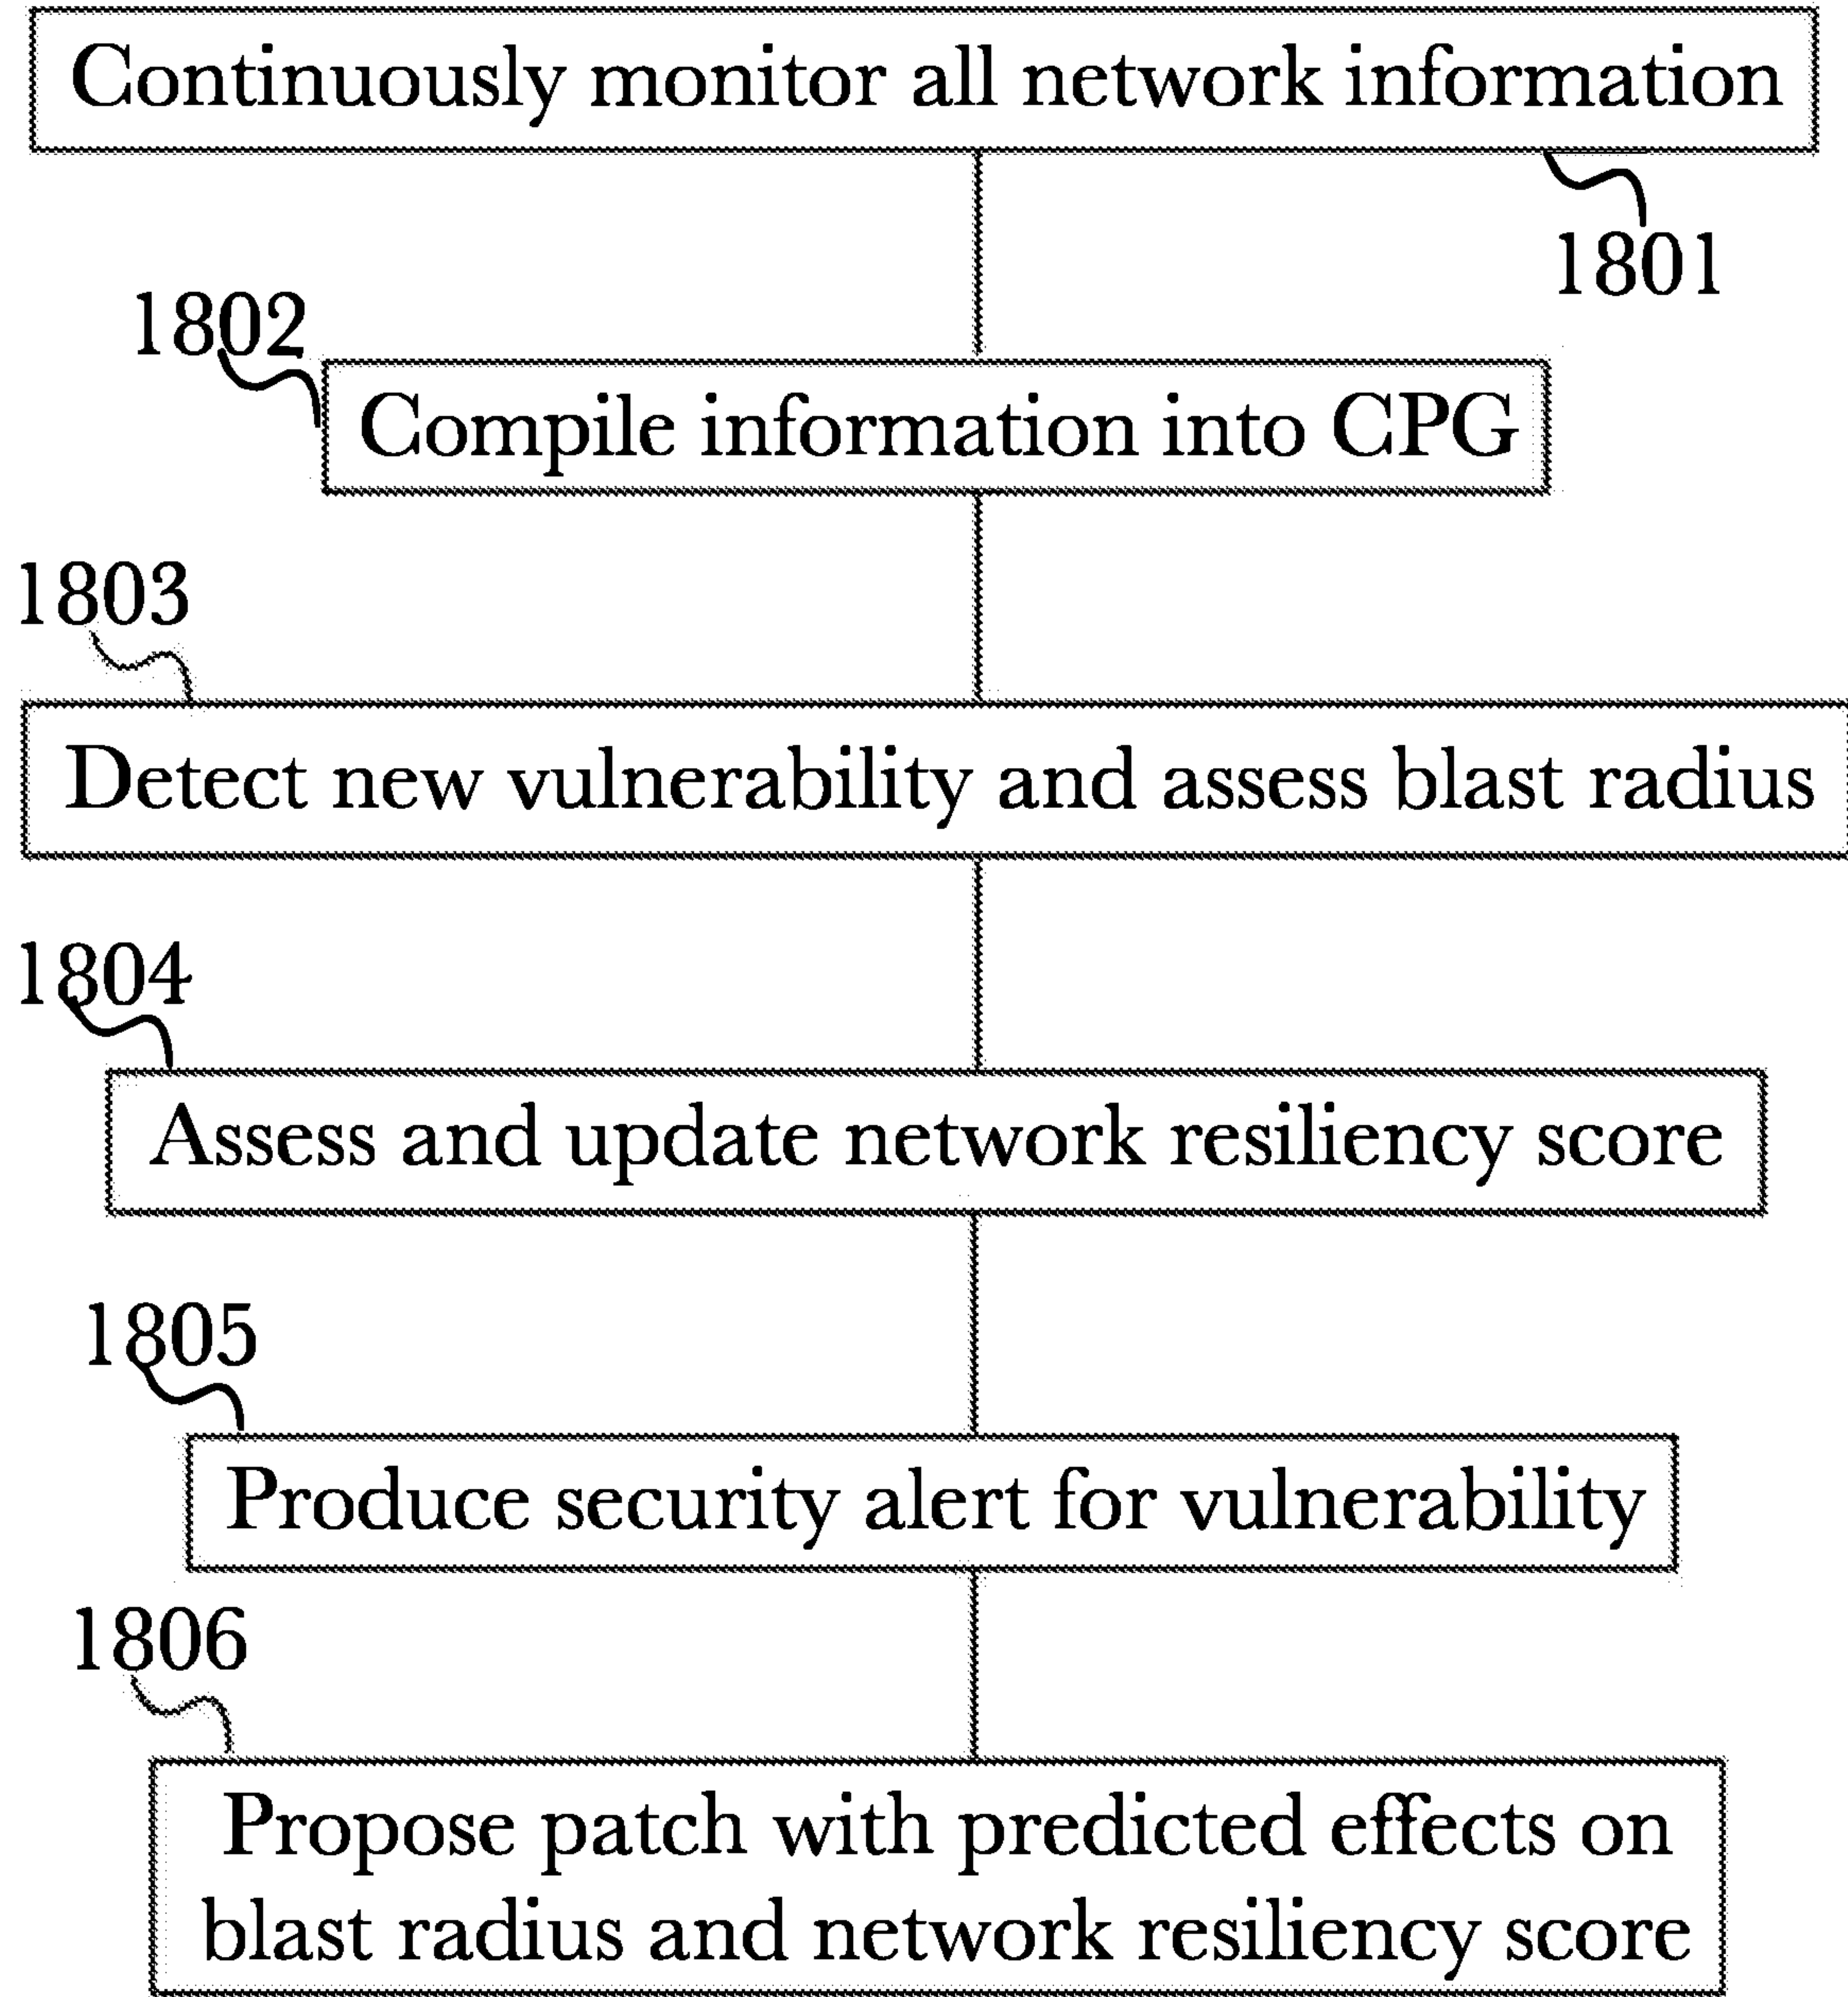 Continuously monitor all network information
1801
1802
Compile information into CPG
1803
Detect new vulnerability and assess blast radius
1804
Assess and update network resiliency score
1805
Produce security alert for vulnerability
1806
Propose patch with predicted effects on
blast radius and network resiliency score